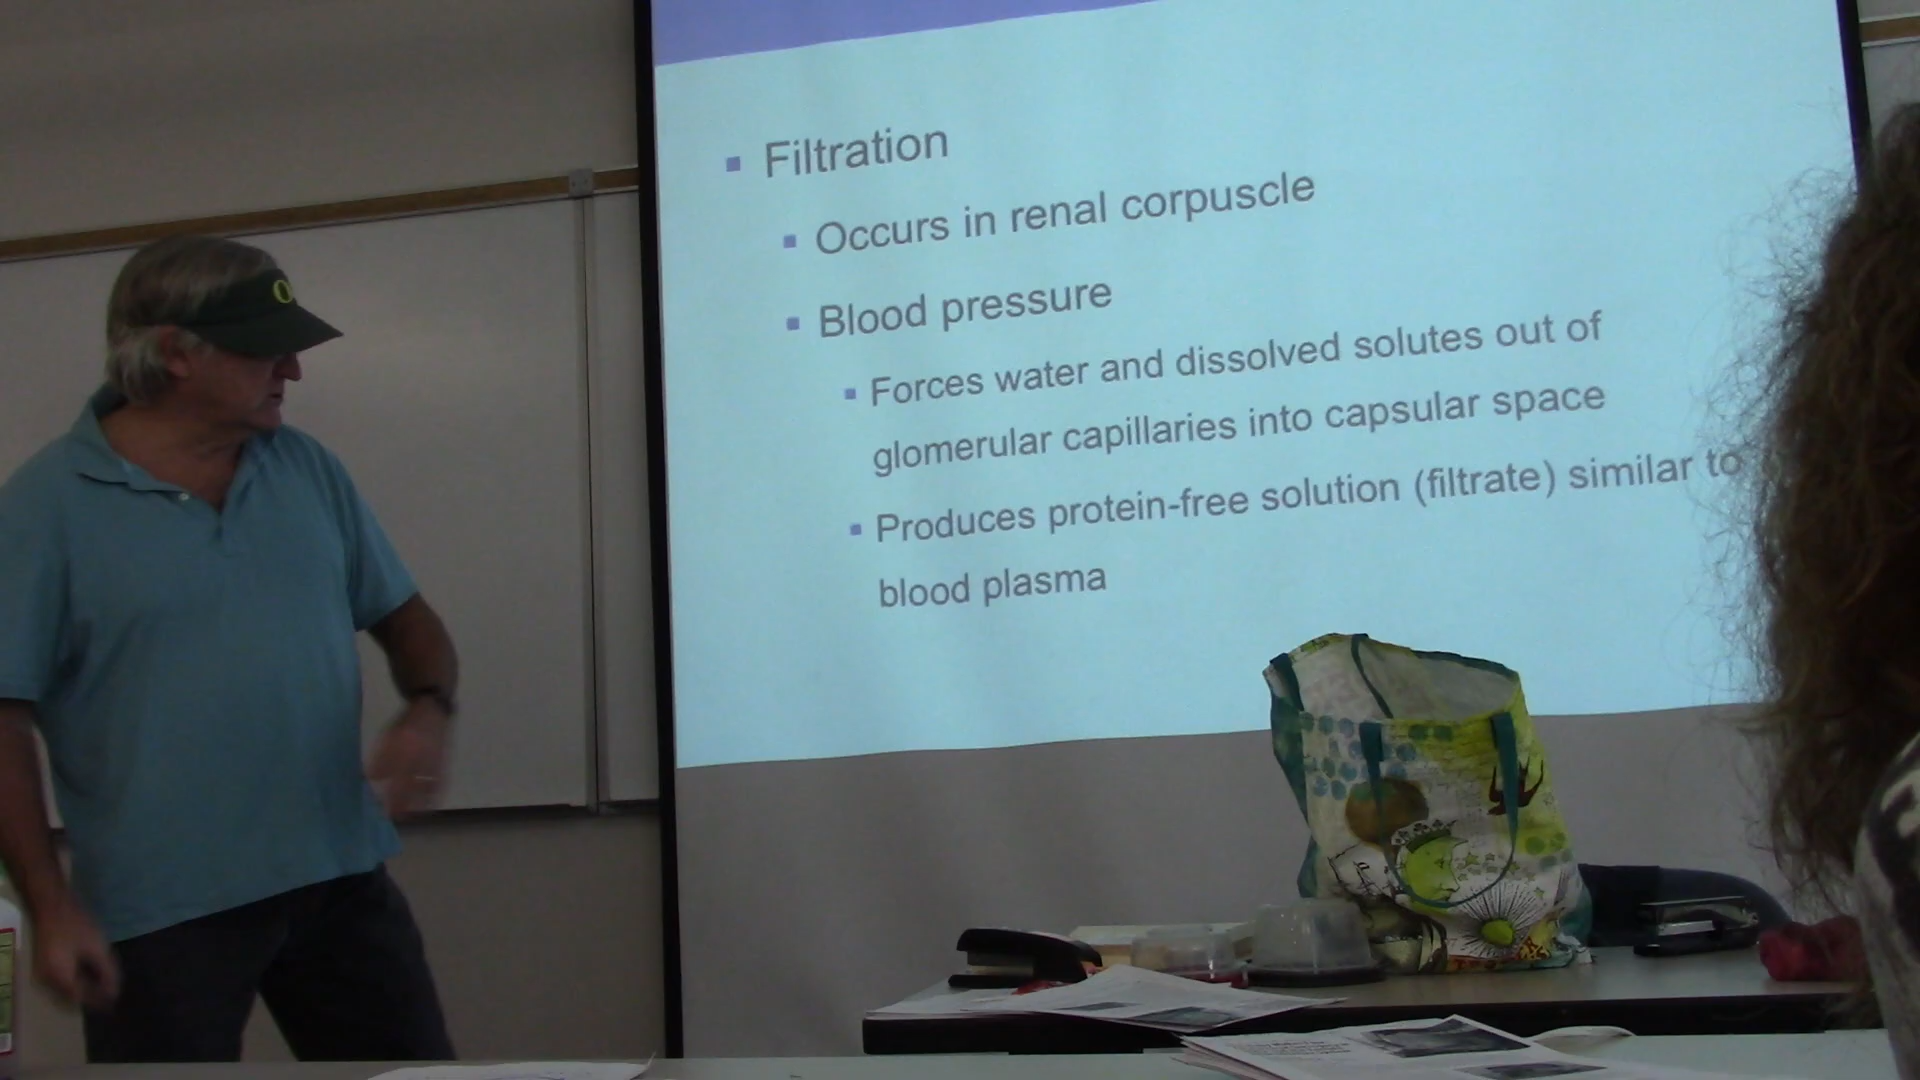 Filtration
Occurs in renal corpuscle
Blood pressure
Forces water and dissolved solutes out of
glomerular capillaries into capsular space
Produces protein-free solution (filtrate) similar to
blood plasma
O